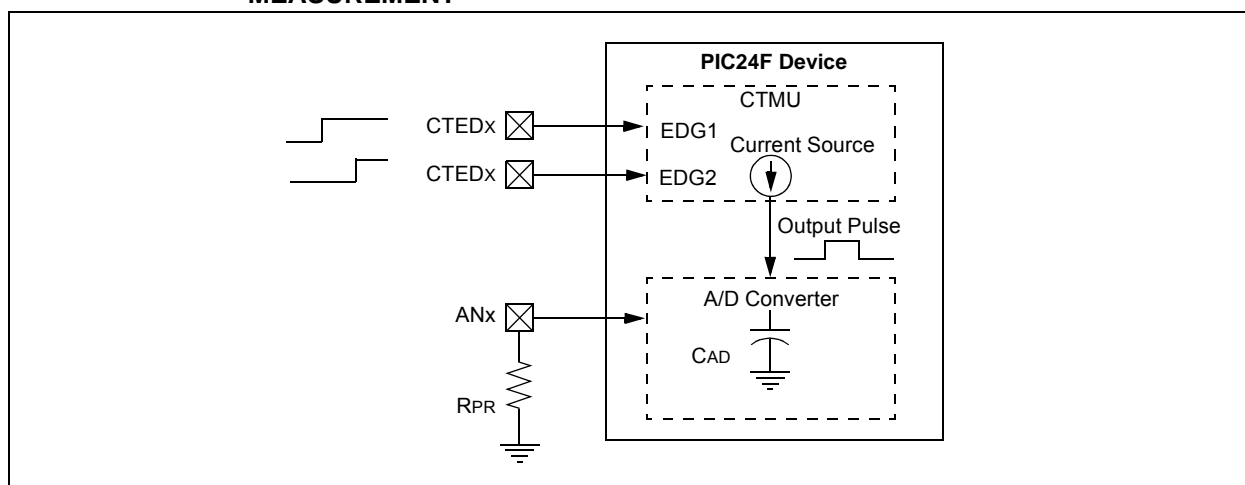 MEASUREMENT
PIC24F Device
CTMU
CTEDx
EDG1
Current Source
CTEDx
EDG2
Output Pulse
A/D Converter
ANx
CAD
RPR